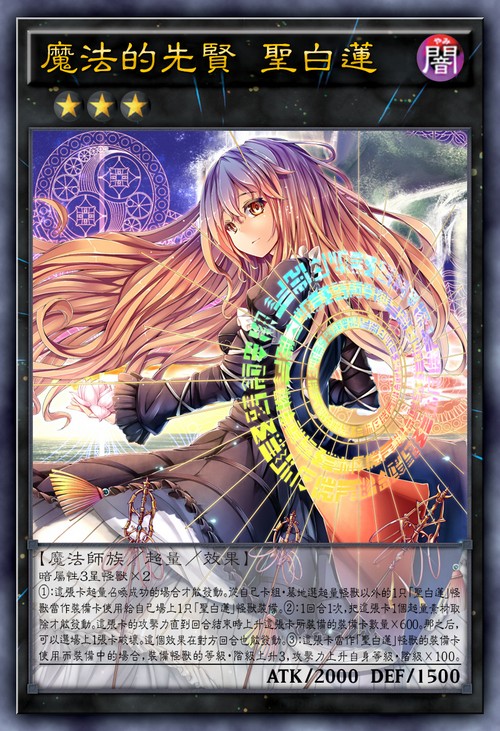 魔法的先賢 聖白蓮
やみ
闇
【魔法師族／超量／效果】
暗屬性3星怪獸×2
①：這張卡超量召喚成功的場合才能發動。從自己卡組・墓地選超量怪獸以外的1只「聖白蓮」怪
獸當作裝備卡使用給自己場上1只「聖白蓮」怪獸裝備。②：1回合1次，把這張卡1個超量素材取
除才能發動。這張卡的攻擊力直到回合結束時上升這張卡所裝備的裝備卡數量×600。那之後，
可以選場上1張卡破壞。這個效果在對方回合也能發動。③：這張卡當作「聖白蓮」怪獸的裝備卡
使用而裝備中的場合，裝備怪獸的等級・階級上升3，攻擊力上升自身等級・階級×100。
ATK/2000 DEF/1500